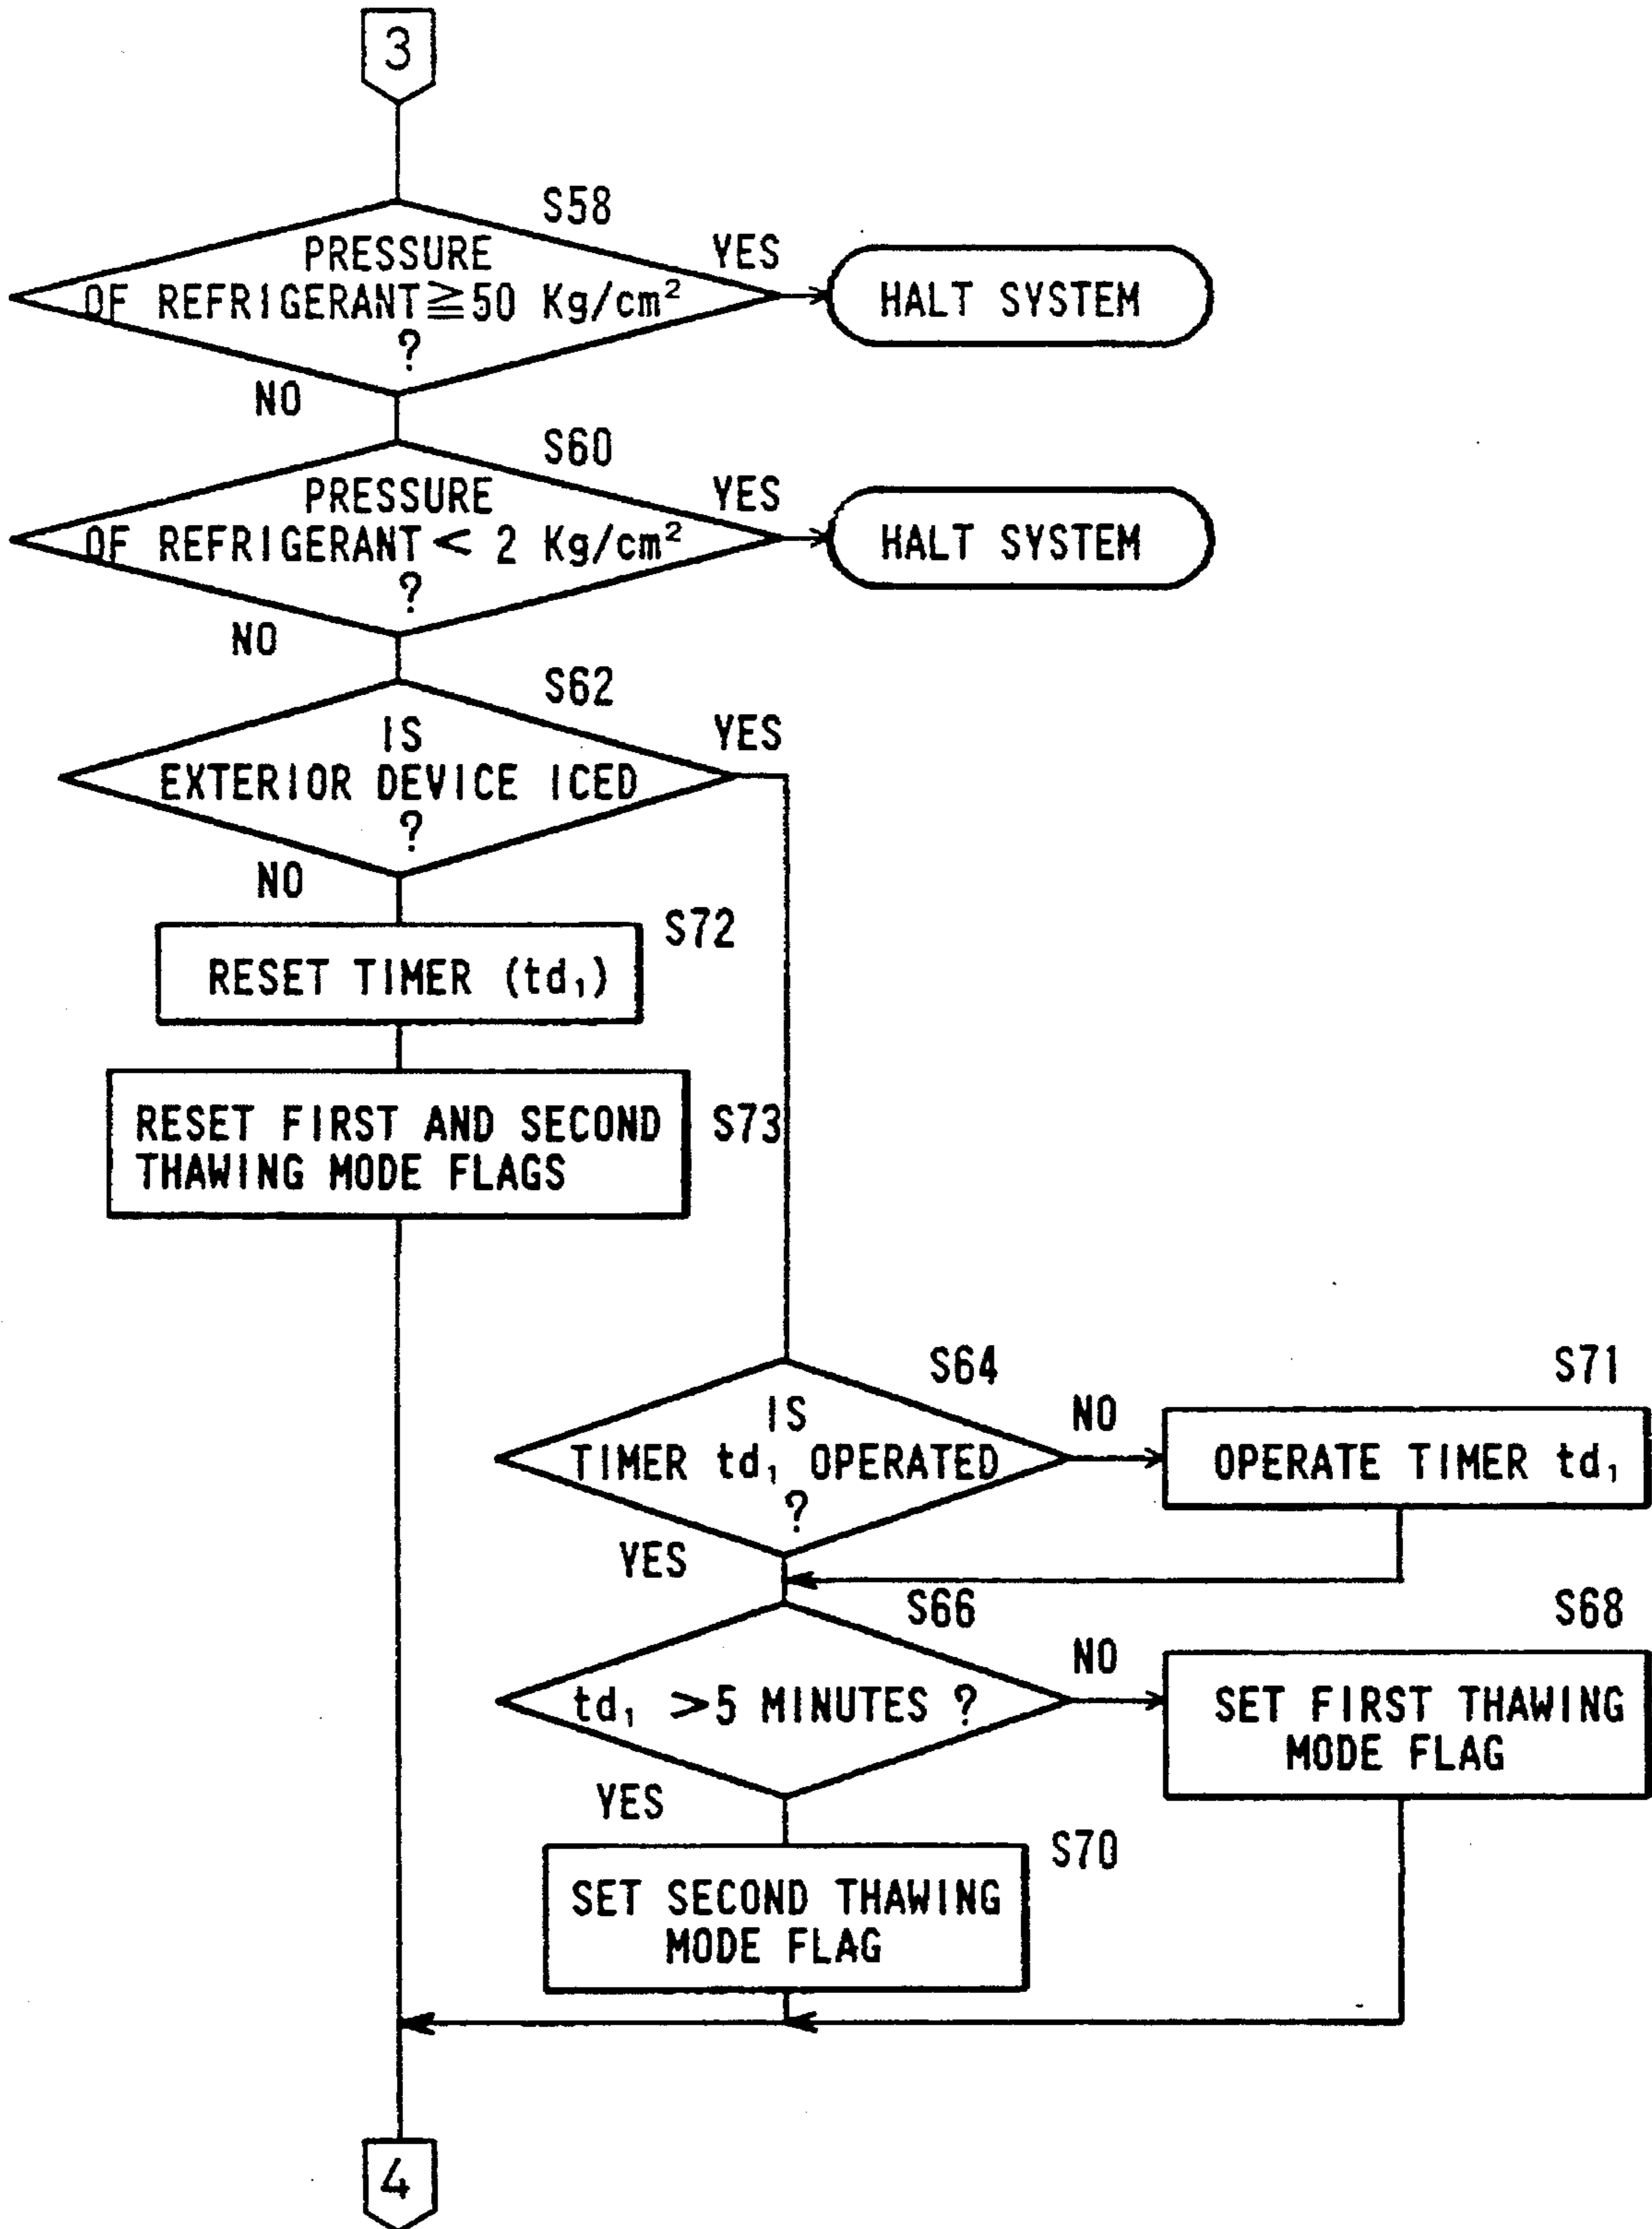 3
S58
PRESSURE
OF REFRIGERANT≧50 Kg/cm²
?
YES
HALT SYSTEM
NO
S60
PRESSURE
OF REFRIGERANT < 2 Kg/cm²
?
YES
HALT SYSTEM
NO
S62
IS
EXTERIOR DEVICE ICED
?
YES
NO
S72
RESET TIMER (td₁)
RESET FIRST AND SECOND
THAWING MODE FLAGS
S73
S64
IS
TIMER td₁ OPERATED
?
NO
S71
OPERATE TIMER td₁
YES
S66
td₁ >5 MINUTES ?
NO
S68
SET FIRST THAWING
MODE FLAG
YES
S70
SET SECOND THAWING
MODE FLAG
4